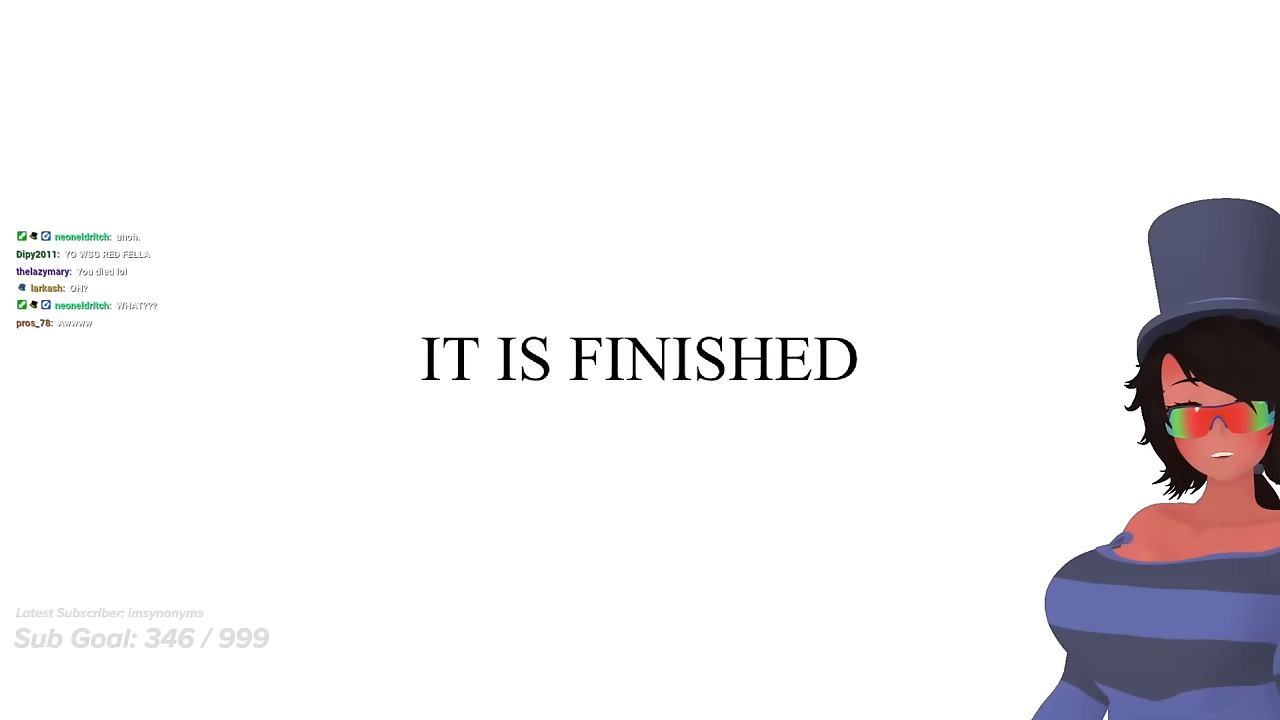 neoneldritch: uhoh.
Dipy2011: YO WSG RED FELLA
thelazymary: You died lol
larkash: OH?
neoneldritch: WHAT???
pros_78: Awwww
IT IS FINISHED
Latest Subscriber: imsynonyms
Sub Goal: 346 / 999